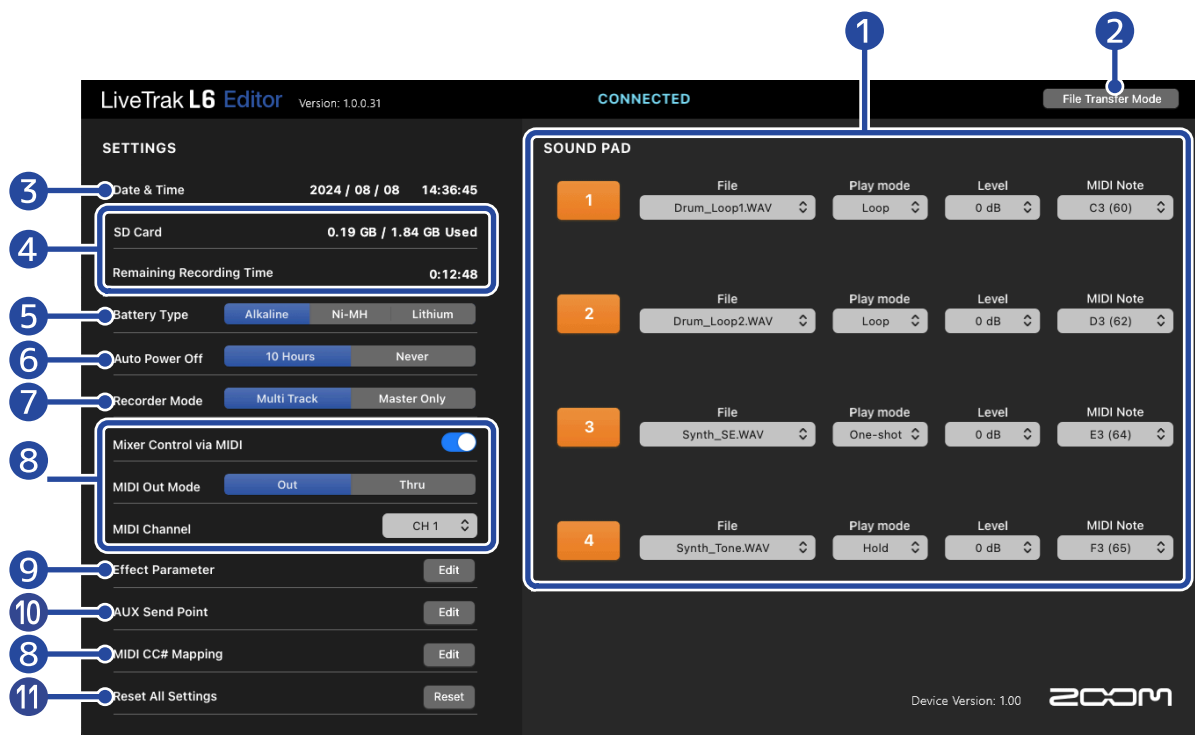 1
2
LiveTrak L6 Editor Version: 1.0.0.31
CONNECTED
File Transfer Mode
SETTINGS
3
Date & Time 2024 / 08 / 08 14:36:45
4
SD Card 0.19 GB / 1.84 GB Used
Remaining Recording Time 0:12:48
5
Battery Type Alkaline Ni-MH Lithium
6
Auto Power Off 10 Hours Never
7
Recorder Mode Multi Track Master Only
8
Mixer Control via MIDI
MIDI Out Mode Out Thru
MIDI Channel CH 1
9
Effect Parameter Edit
10
AUX Send Point Edit
8
MIDI CC# Mapping Edit
11
Reset All Settings Reset
SOUND PAD
File Play mode Level MIDI Note
1 Drum_Loop1.WAV Loop 0 dB C3 (60)
File Play mode Level MIDI Note
2 Drum_Loop2.WAV Loop 0 dB D3 (62)
File Play mode Level MIDI Note
3 Synth_SE.WAV One-shot 0 dB E3 (64)
File Play mode Level MIDI Note
4 Synth_Tone.WAV Hold 0 dB F3 (65)
Device Version: 1.00 ZOOM